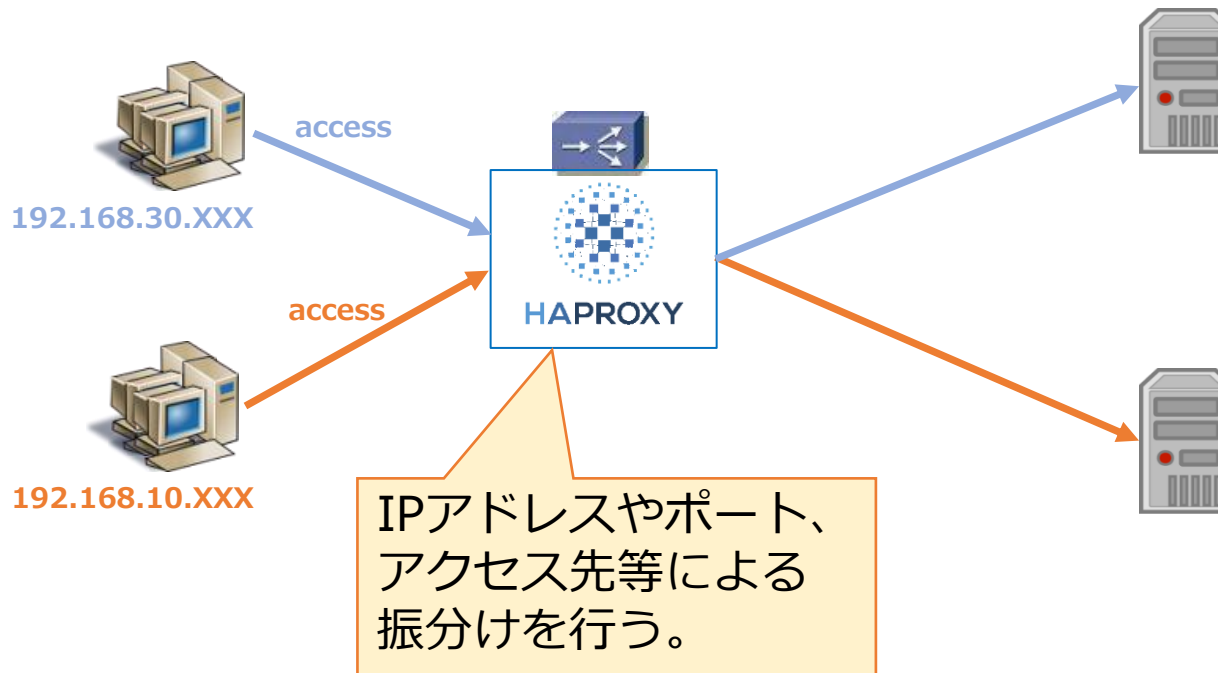 access
192.168.30.XXX
HAPROXY
access
192.168.10.XXX
IPアドレスやポート、
アクセス先等による
振分けを行う。